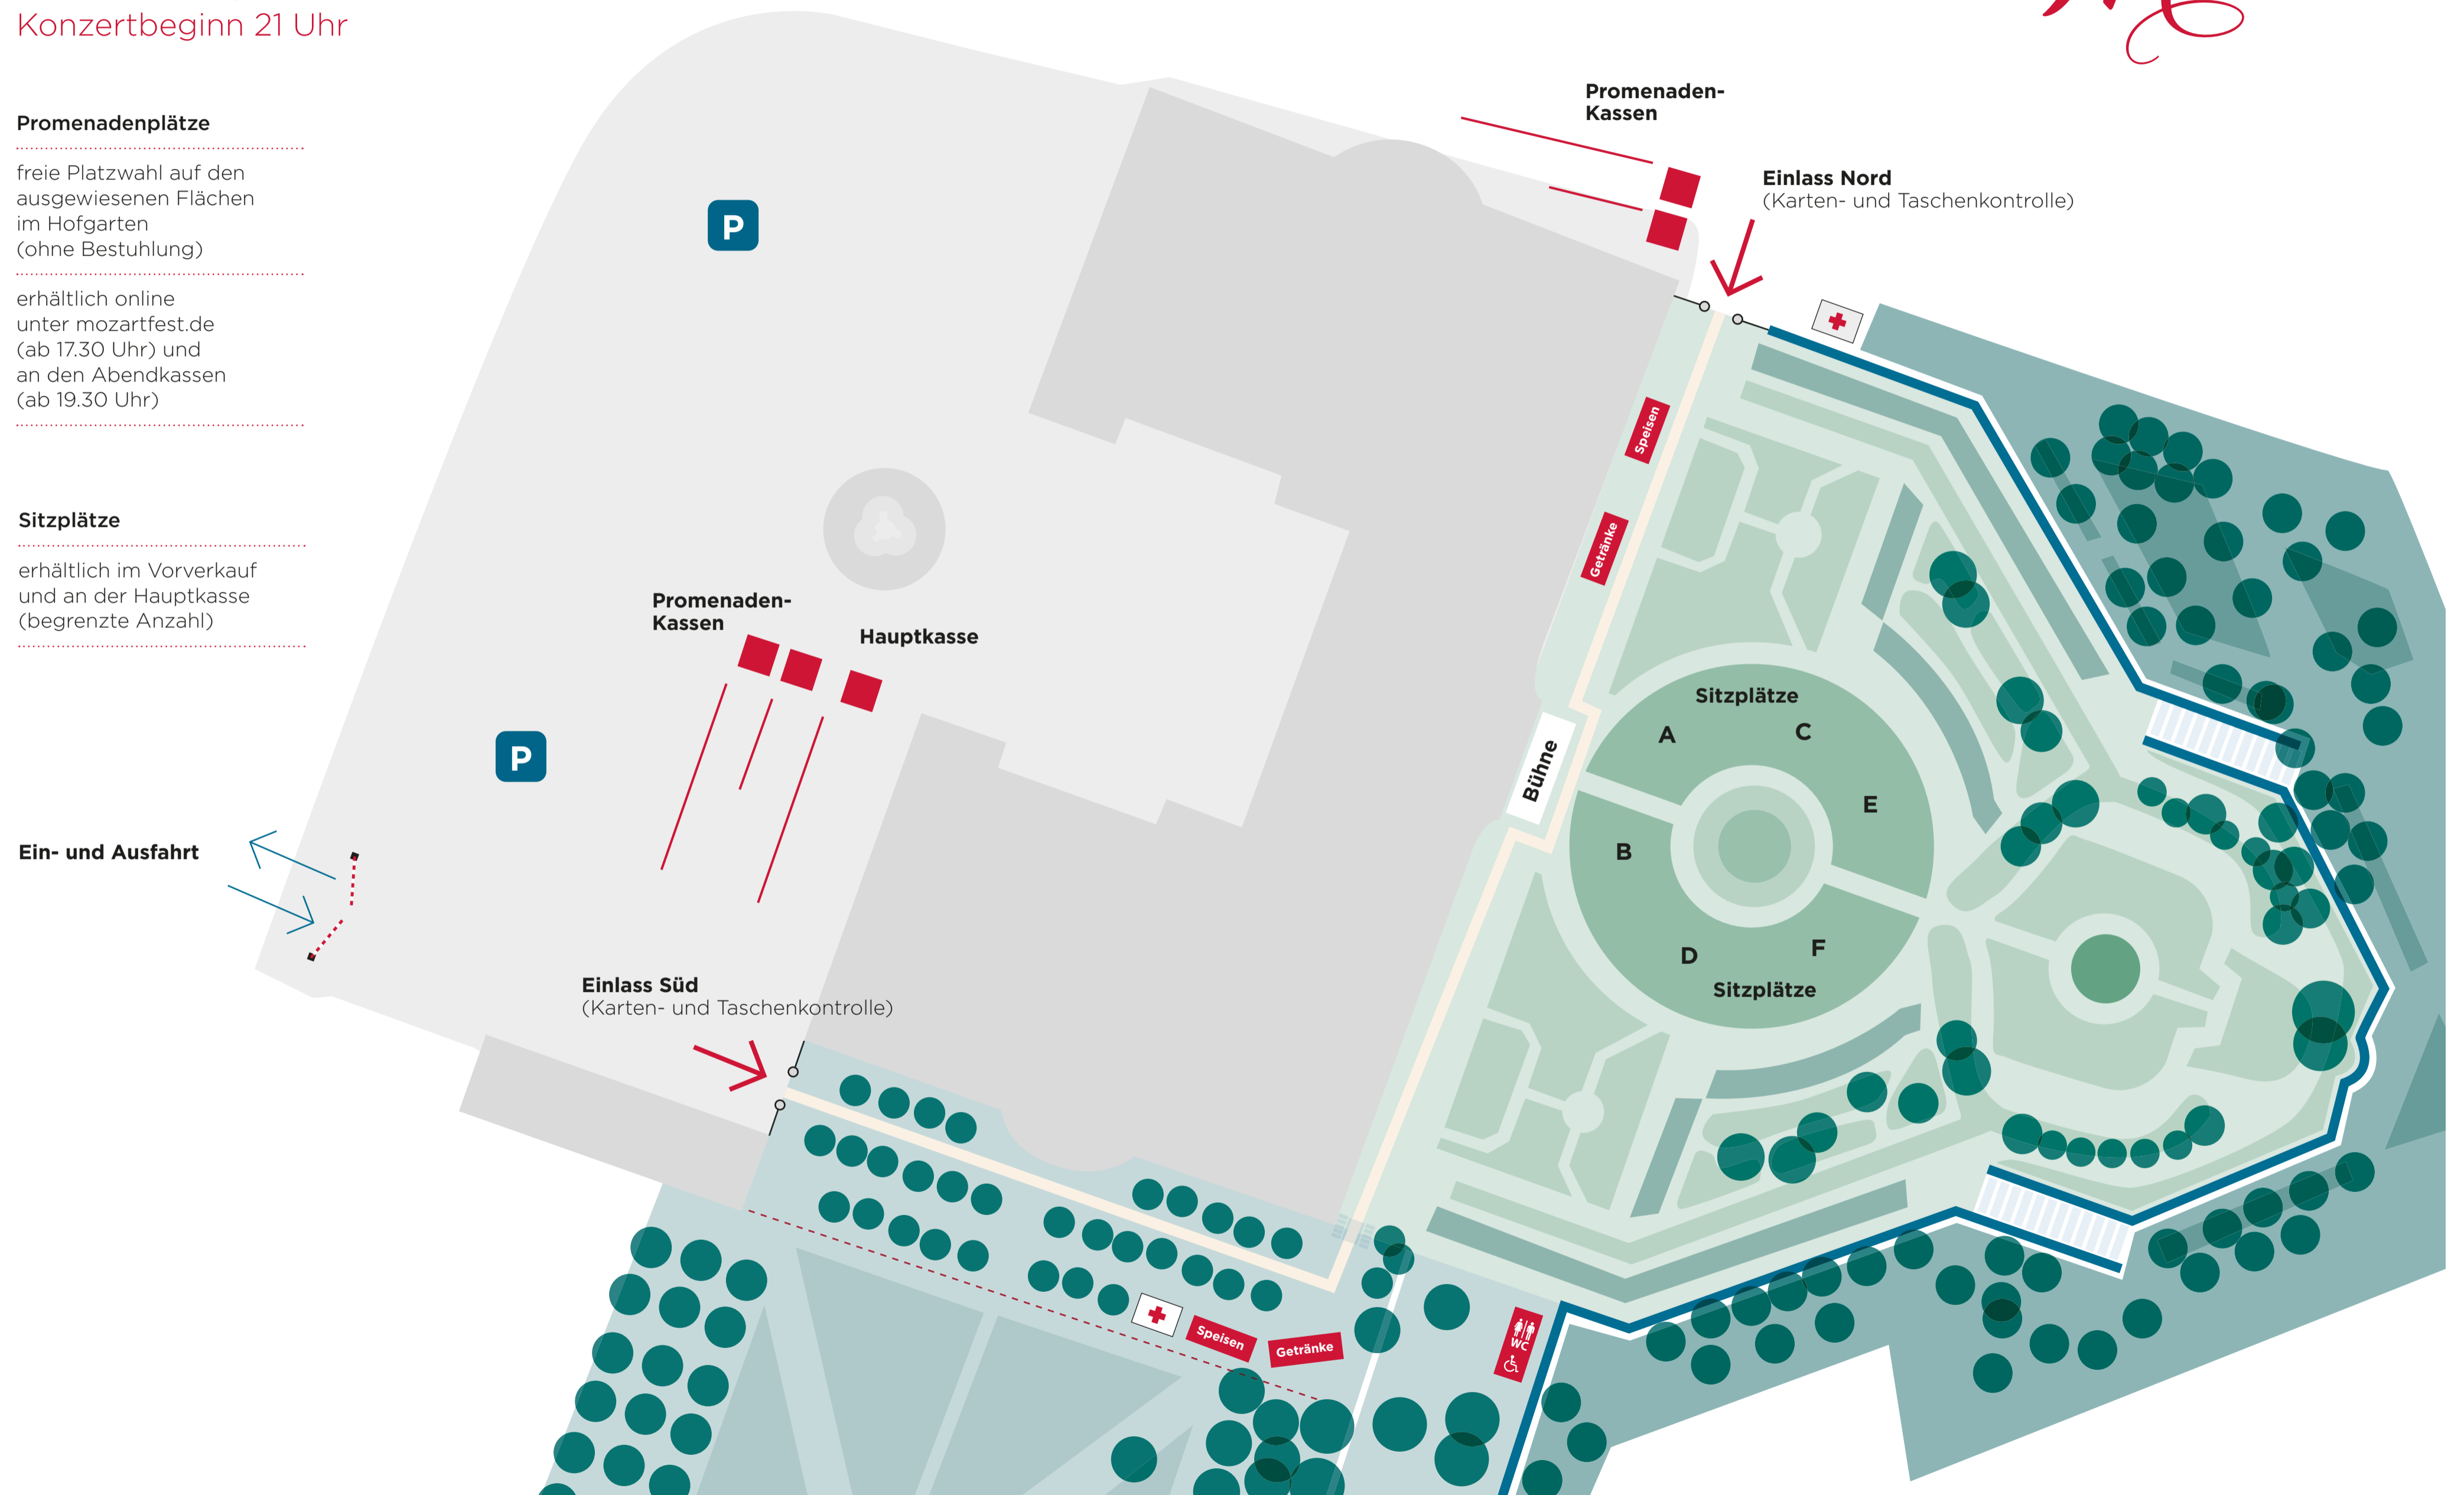 Konzertbeginn 21 Uhr
Promenadenplätze
freie Platzwahl auf den
ausgewiesenen Flächen
im Hofgarten
(ohne Bestuhlung)
erhältlich online
unter mozartfest.de
(ab 17.30 Uhr) und
an den Abendkassen
(ab 19.30 Uhr)
Sitzplätze
erhältlich im Vorverkauf
und an der Hauptkasse
(begrenzte Anzahl)
Ein- und Ausfahrt
P
P
Promenaden-
Kassen
Hauptkasse
Einlass Süd
(Karten- und Taschenkontrolle)
Promenaden-
Kassen
Einlass Nord
(Karten- und Taschenkontrolle)
Speisen
Getränke
Bühne
Sitzplätze
A
C
E
B
D
F
Sitzplätze
Speisen
Getränke
WC